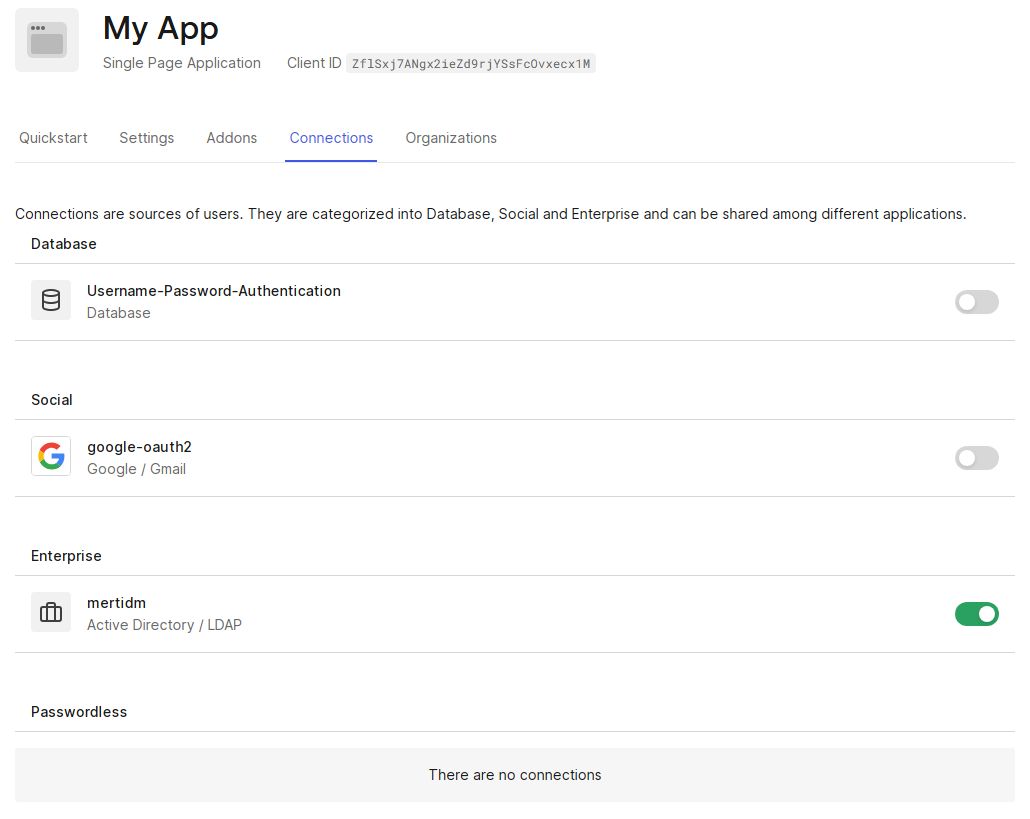 My App
Single Page Application Client ID ZflSxj7ANgx2ieZd9rjYSsFcOvxecx1M
Quickstart Settings Addons Connections Organizations
Connections are sources of users. They are categorized into Database, Social and Enterprise and can be shared among different applications.
Database
Username-Password-Authentication
Database
Social
google-oauth2
Google / Gmail
Enterprise
mertidm
Active Directory / LDAP
Passwordless
There are no connections